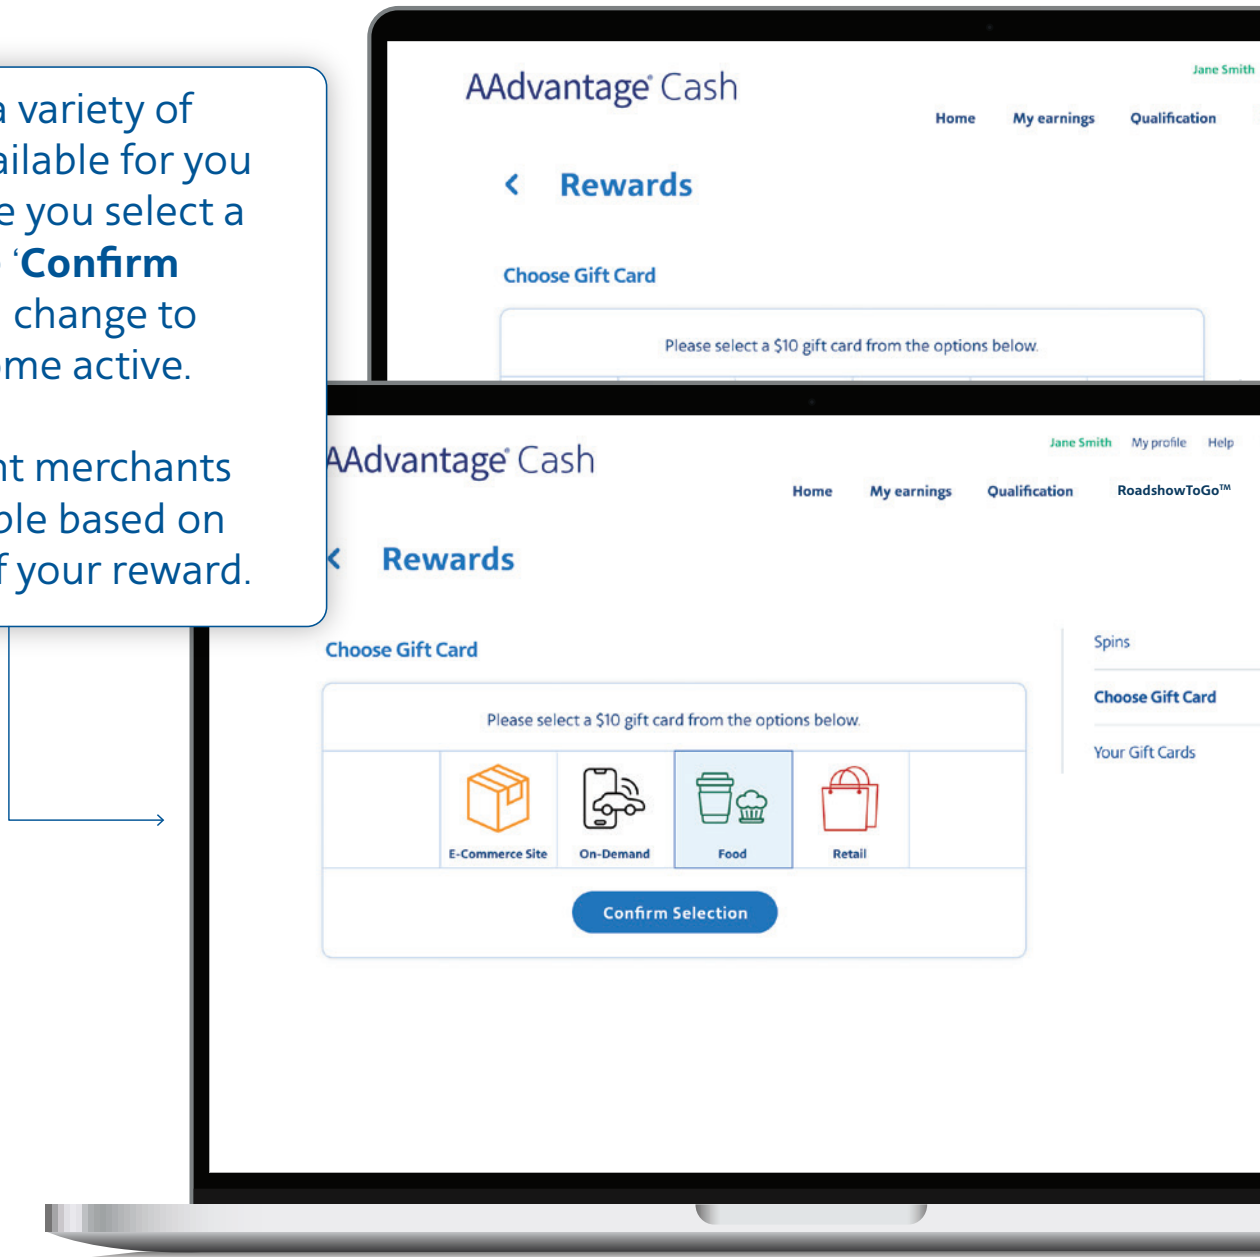 a variety of
for you
you select a
‘Confirm
change to
active.
merchants
based on
your reward.
AAdvantage® Cash
Jane Smith
Home My earnings Qualification
< Rewards
Choose Gift Card
Please select a $10 gift card from the options below.
AAdvantage® Cash
Jane Smith My profile Help
Home My earnings Qualification RoadshowToGo™
< Rewards
Choose Gift Card
Please select a $10 gift card from the options below.
E-Commerce Site On-Demand Food Retail
Confirm Selection
Spins
Choose Gift Card
Your Gift Cards